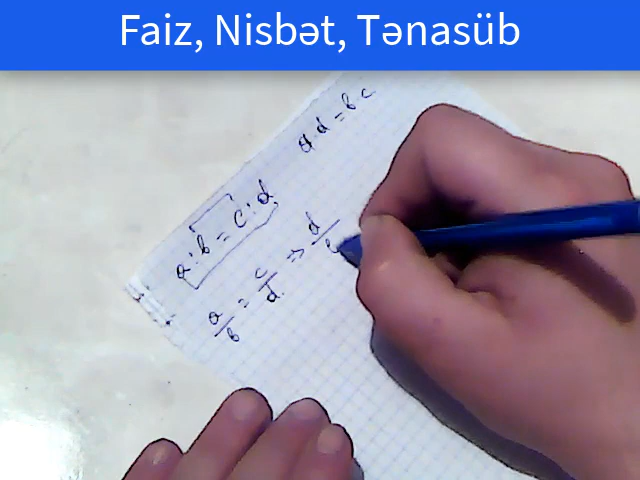 Faiz, Nisbət, Tənasüb
a:b = c:d
a·d = b·c
a/b = c/d ⇒ d/